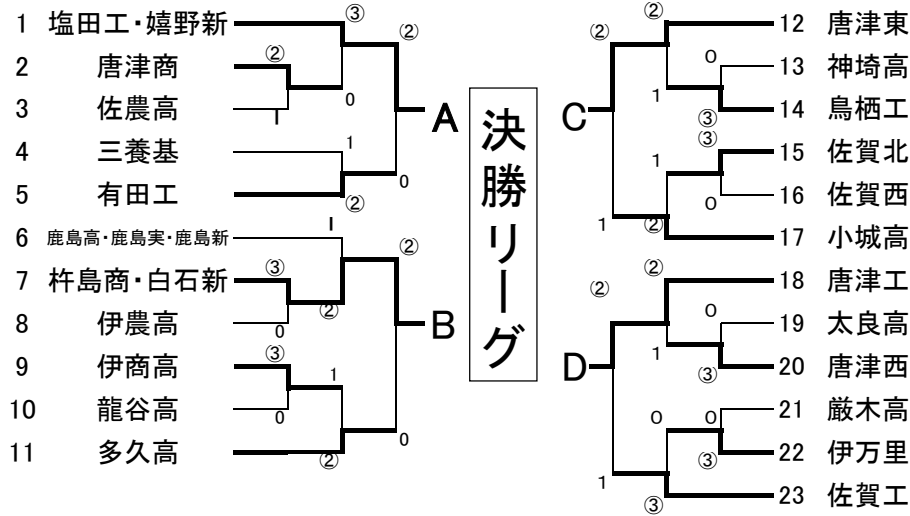 1 塩田工・嬉野新
2 唐津商
3 佐農高
4 三養基
5 有田工
6 鹿島高・鹿島実・鹿島新
7 杵島商・白石新
8 伊農高
9 伊商高
10 龍谷高
11 多久高
③
②
②
1
0
1
0
②
1
②
③
②
0
③
1
0
②
0
A
B
決勝リーグ
C
D
②
②
0
1
③
③
1
0
②
1
②
②
0
1
③
0
0
③
1
③
12 唐津東
13 神埼高
14 鳥栖工
15 佐賀北
16 佐賀西
17 小城高
18 唐津工
19 太良高
20 唐津西
21 厳木高
22 伊万里
23 佐賀工